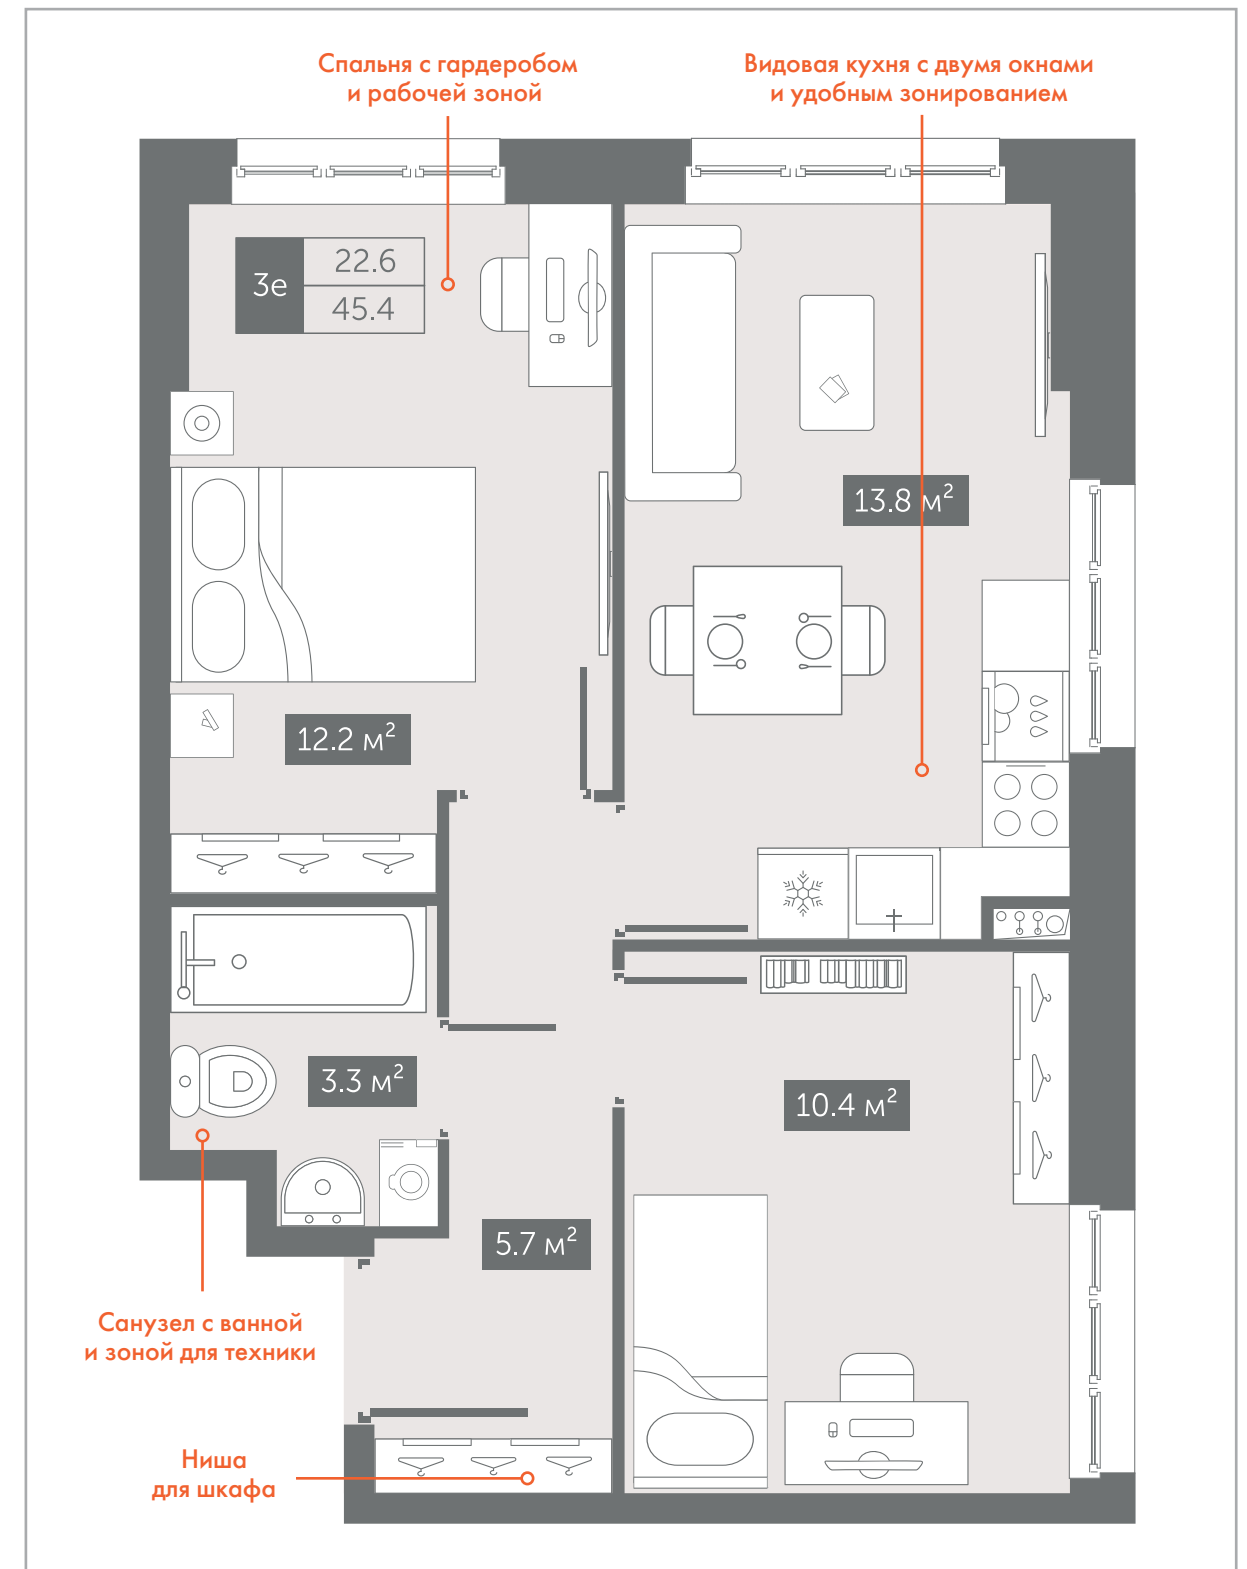 Спальня с гардеробом
и рабочей зоной
Видовая кухня с двумя окнами
и удобным зонированием
3е
22.6
45.4
13.8 м²
12.2 м²
3.3 м²
10.4 м²
5.7 м²
Санузел с ванной
и зоной для техники
Ниша
для шкафа